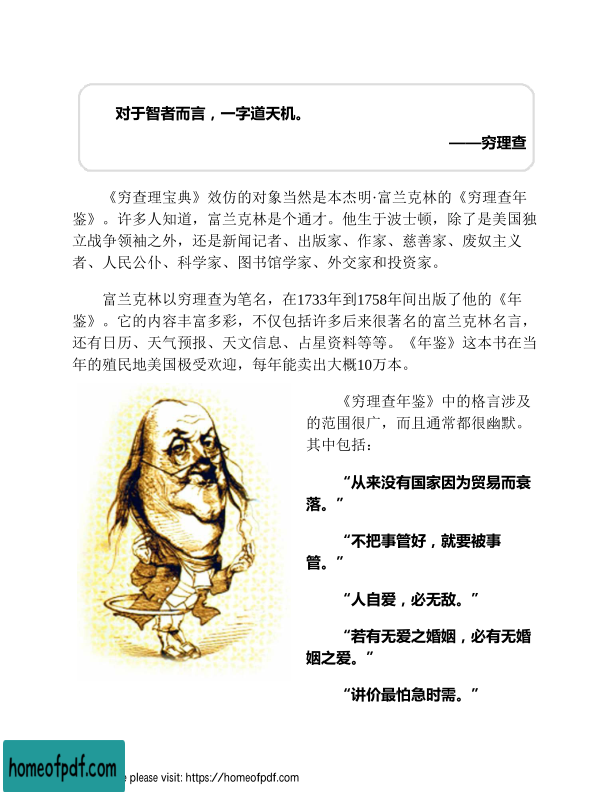 对于智者而言，一字道天机。
——穷理查
《穷查理宝典》效仿的对象当然是本杰明·富兰克林的《穷理查年
鉴》。许多人知道，富兰克林是个通才。他生于波士顿，除了是美国独
立战争领袖之外，还是新闻记者、出版家、作家、慈善家、废奴主义
者、人民公仆、科学家、图书馆学家、外交家和投资家。
富兰克林以穷理查为笔名，在1733年到1758年间出版了他的《年
鉴》。它的内容丰富多彩，不仅包括许多后来很著名的富兰克林名言，
还有日历、天气预报、天文信息、占星资料等等。《年鉴》这本书在当
年的殖民地美国极受欢迎，每年能卖出大概10万本。
《穷理查年鉴》中的格言涉及
的范围很广，而且通常都很幽默。
其中包括：
“从来没有国家因为贸易而衰
落。”
“不把事管好，就要被事
管。”
“人自爱，必无敌。”
“若有无爱之婚姻，必有无婚
姻之爱。”
“讲价最怕急时需。”
homeofpdf.com
e please visit: https://homeofpdf.com